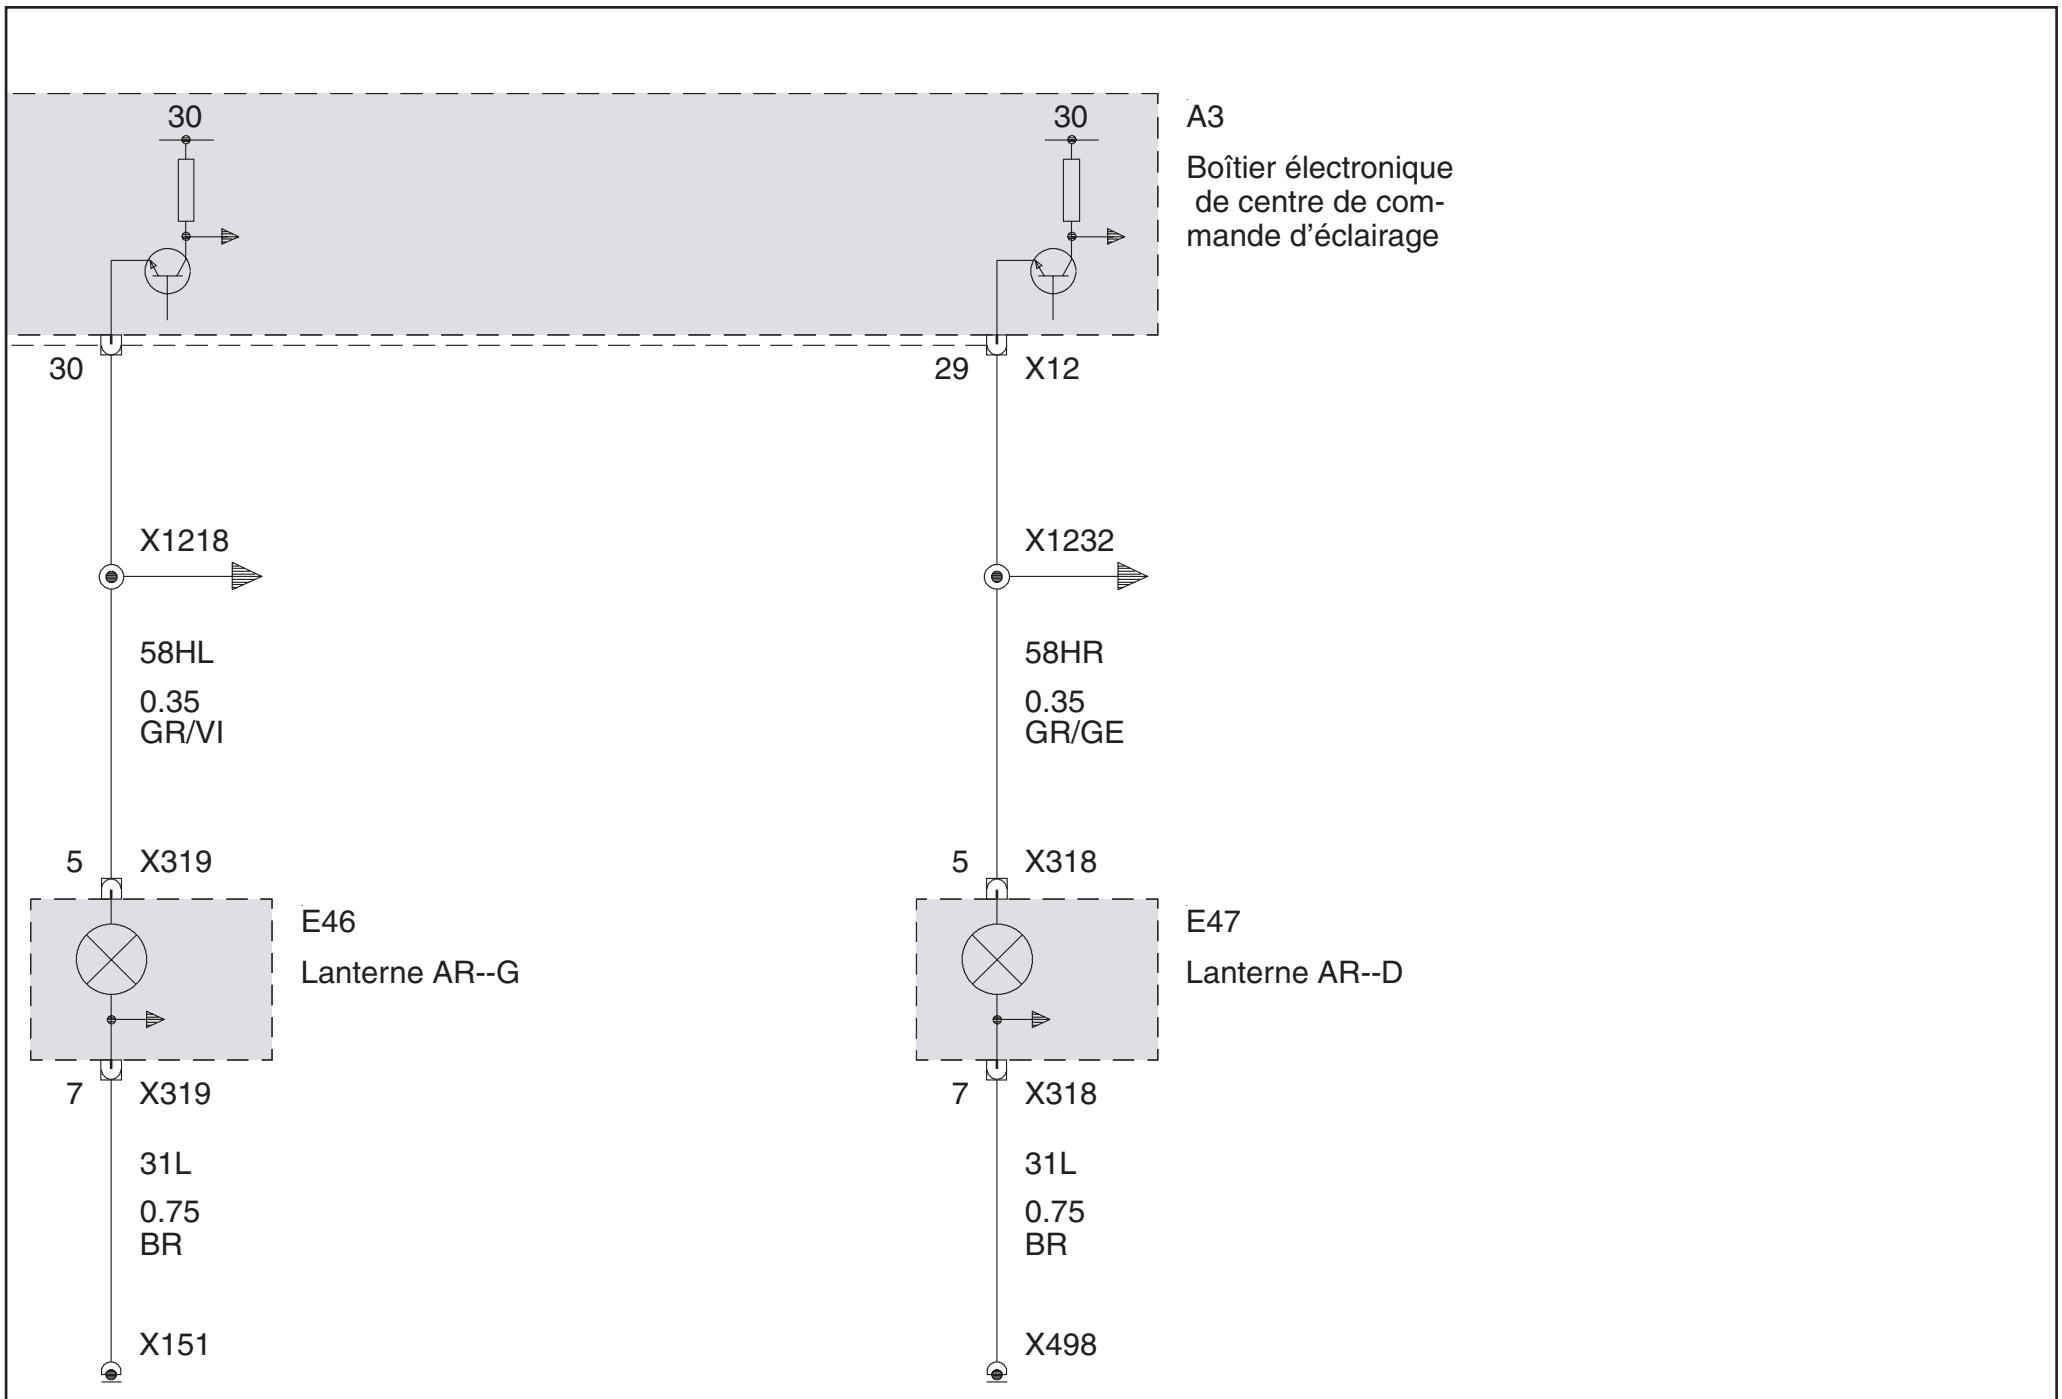 30
30
A3
Boîtier électronique
de centre de com-
mande d'éclairage
30
29
X12
X1218
X1232
58HL
0.35
GR/VI
58HR
0.35
GR/GE
5
X319
5
X318
E46
Lanterne AR--G
E47
Lanterne AR--D
7
X319
7
X318
31L
0.75
BR
31L
0.75
BR
X151
X498